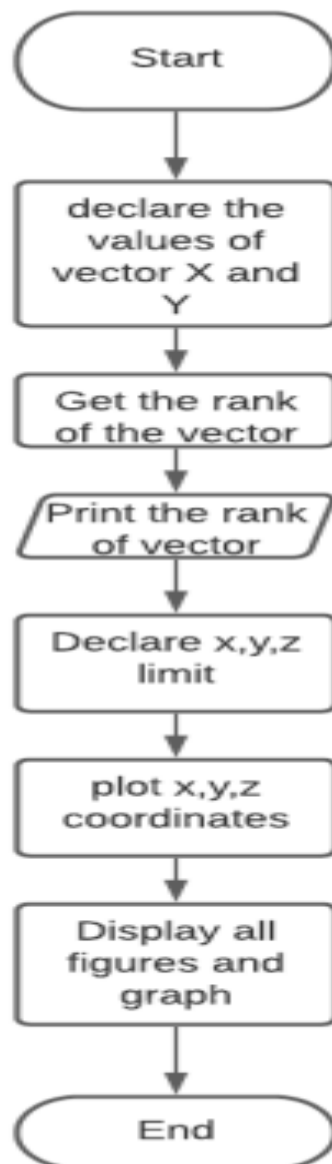 Start
declare the
values of
vector X and
Y
Get the rank
of the vector
Print the rank
of vector
Declare x,y,z
limit
plot x,y,z
coordinates
Display all
figures and
graph
End